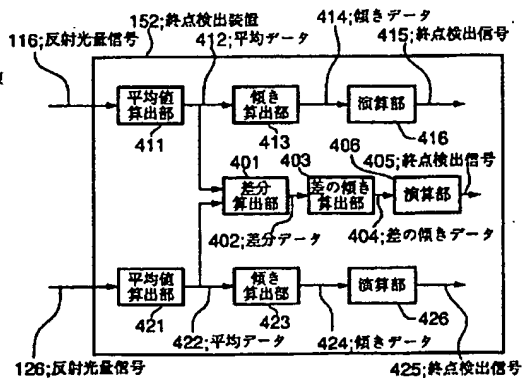 152;終点検出装置
414;傾きデータ
116;反射光量信号
412;平均データ
415;終点検出信号
平均値
算出部
411
傾き
算出部
413
演算部
416
401
差分
算出部
403
差の傾き
算出部
406
405;終点検出信号
演算部
402;差分データ
404;差の傾きデータ
平均値
算出部
421
傾き
算出部
423
演算部
426
422;平均データ
424;傾きデータ
126;反射光量信号
425;終点検出信号